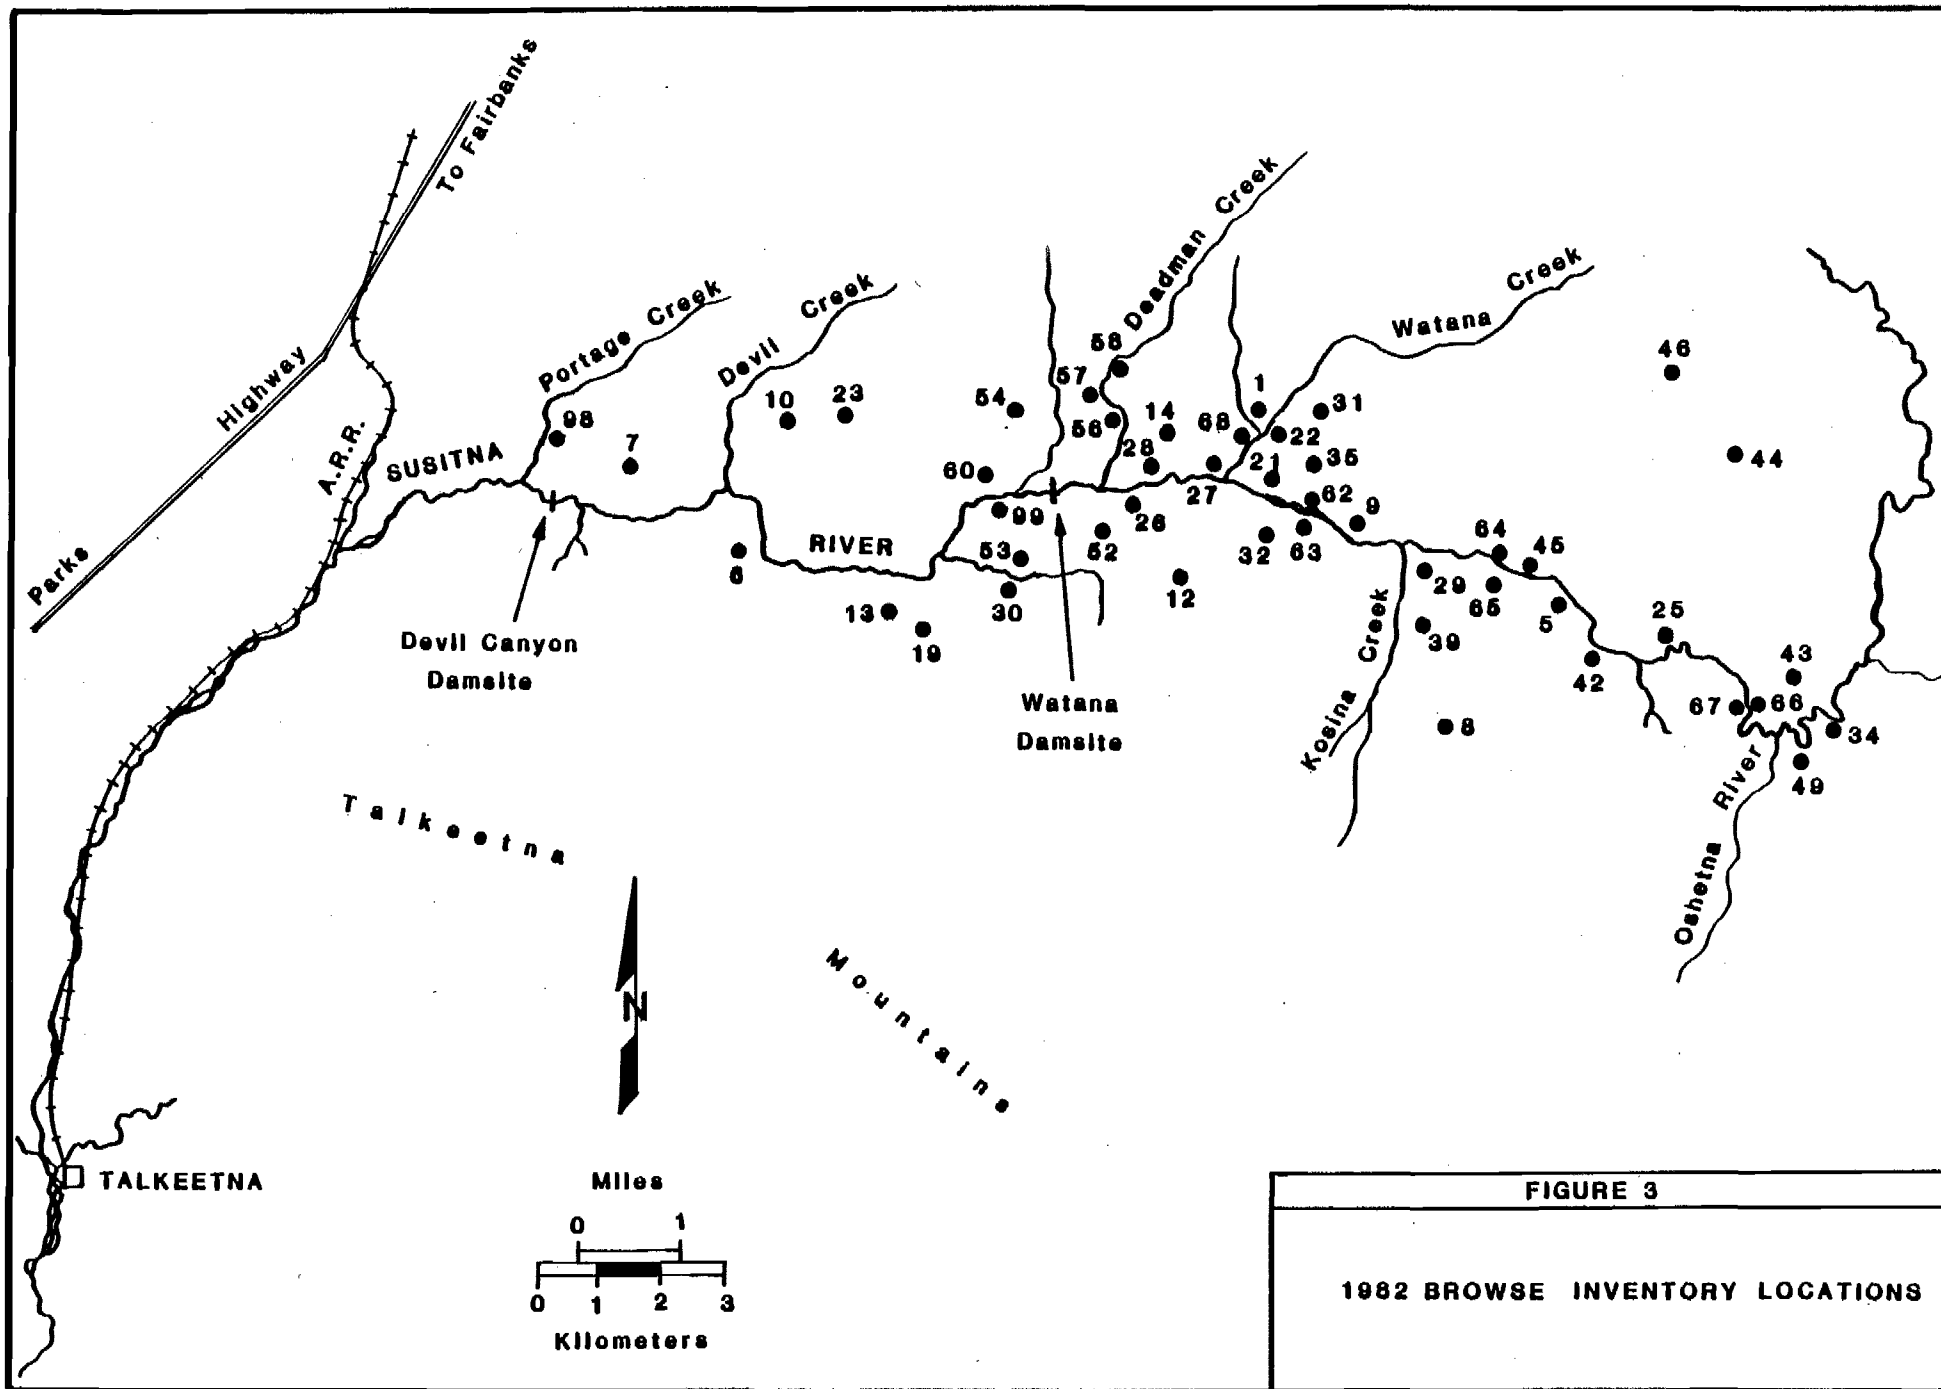 To Fairbanks
Highway
Parks
A.R.R.
SUSITNA
RIVER
Portage Creek
Devil Creek
Deadman Creek
Watana Creek
58
57
54
56
14
28
68
1
31
22
21
35
46
44
98
7
10
23
60
99
26
27
62
9
53
52
32
63
64
45
6
13
19
30
12
29
65
5
25
39
42
43
67
66
34
8
49
Devil Canyon
Damsite
Watana
Damsite
Kosina Creek
Oshetna River
Talkeetna
Mountains
N
TALKEETNA
Miles
0 1
0 1 2 3
Kilometers
FIGURE 3
1982 BROWSE INVENTORY LOCATIONS